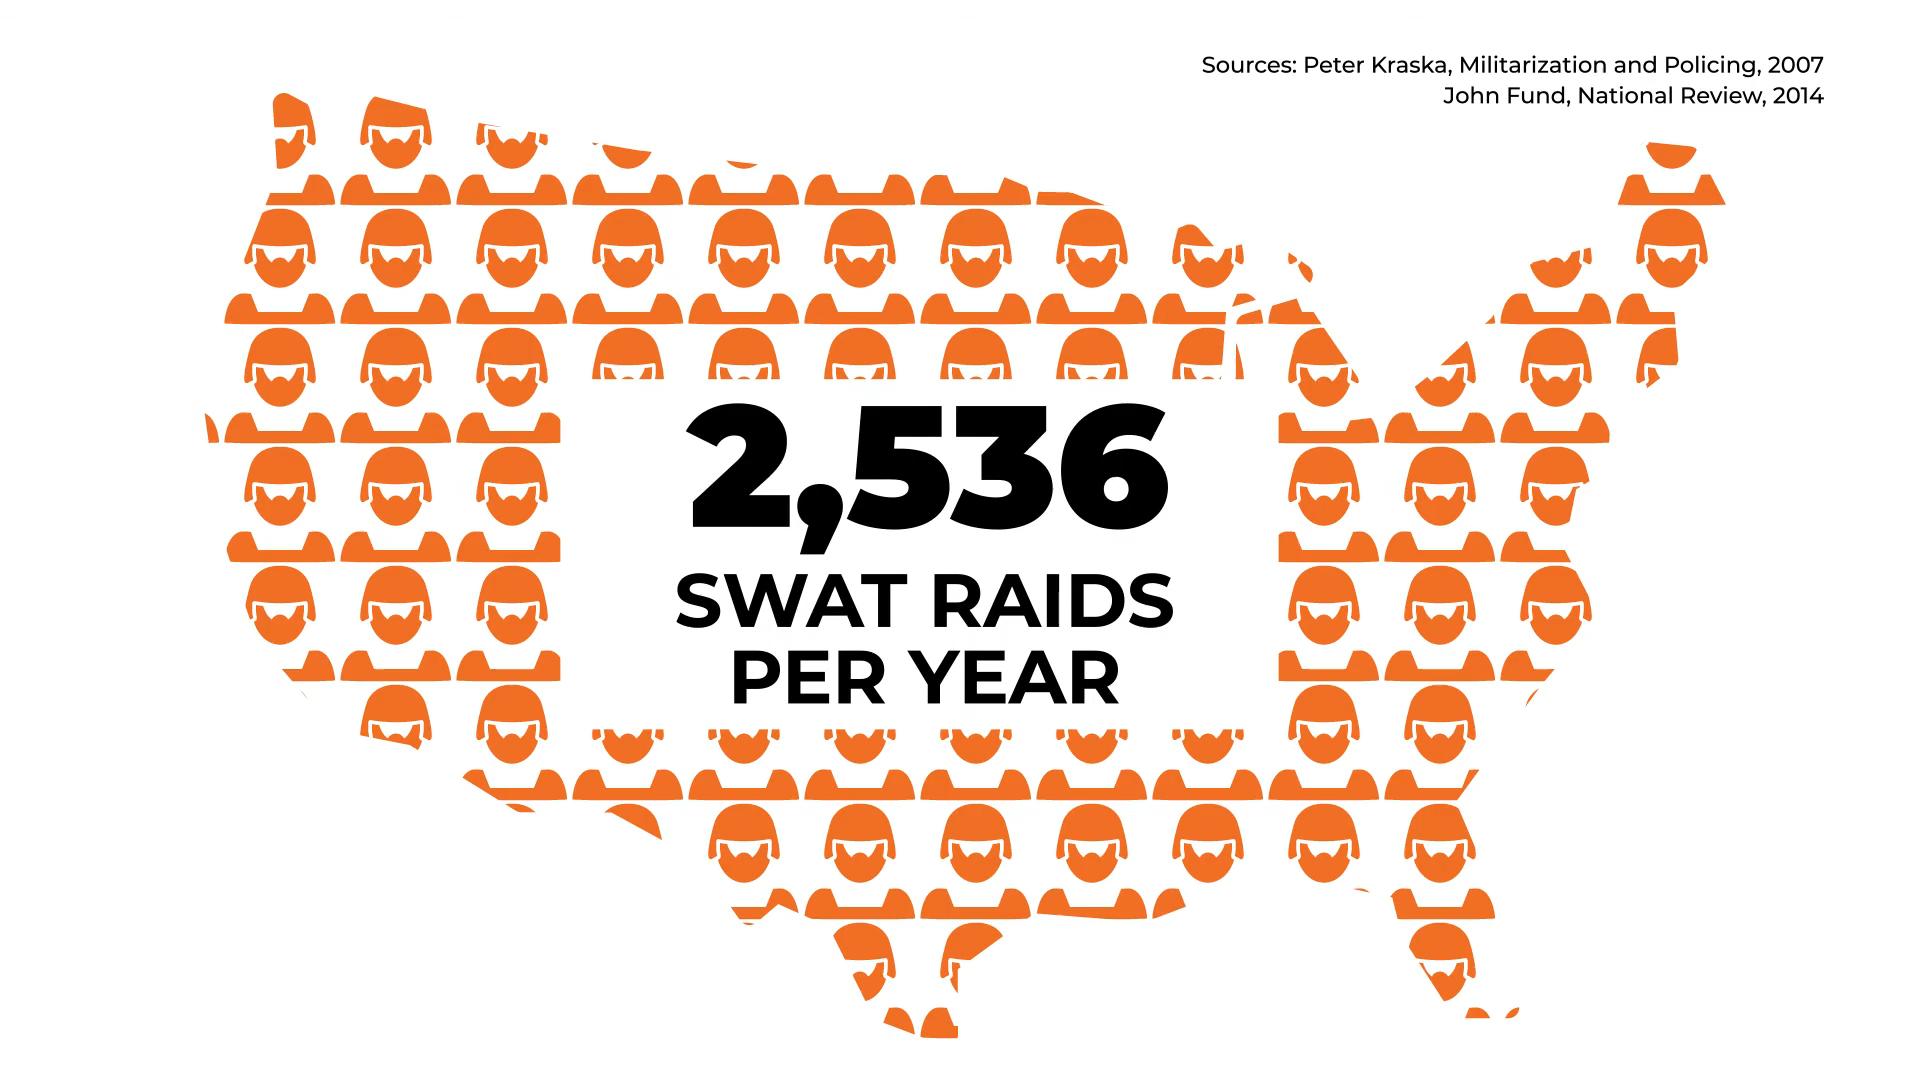 Sources: Peter Kraska, Militarization and Policing, 2007
John Fund, National Review, 2014
2,536
SWAT RAIDS
PER YEAR